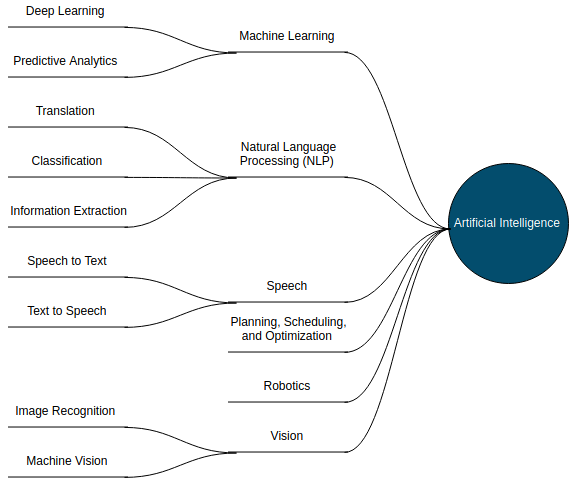 Deep Learning
Machine Learning
Predictive Analytics
Translation
Natural Language
Processing (NLP)
Classification
Information Extraction
Artificial Intelligence
Speech to Text
Speech
Text to Speech
Planning, Scheduling,
and Optimization
Robotics
Image Recognition
Vision
Machine Vision